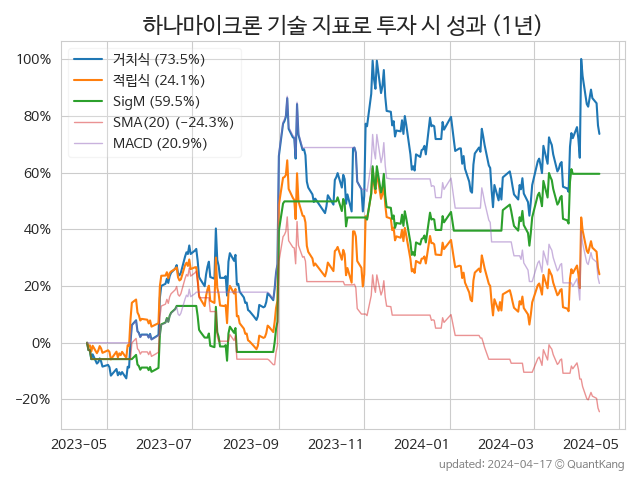 하나마이크론 기술 지표로 투자 시 성과 (1년)
거치식 (73.5%)
적립식 (24.1%)
SigM (59.5%)
SMA(20) (−24.3%)
MACD (20.9%)
100%
80%
60%
40%
20%
0%
−20%
2023-05 2023-07 2023-09 2023-11 2024-01 2024-03 2024-05
updated: 2024-04-17 © QuantKang